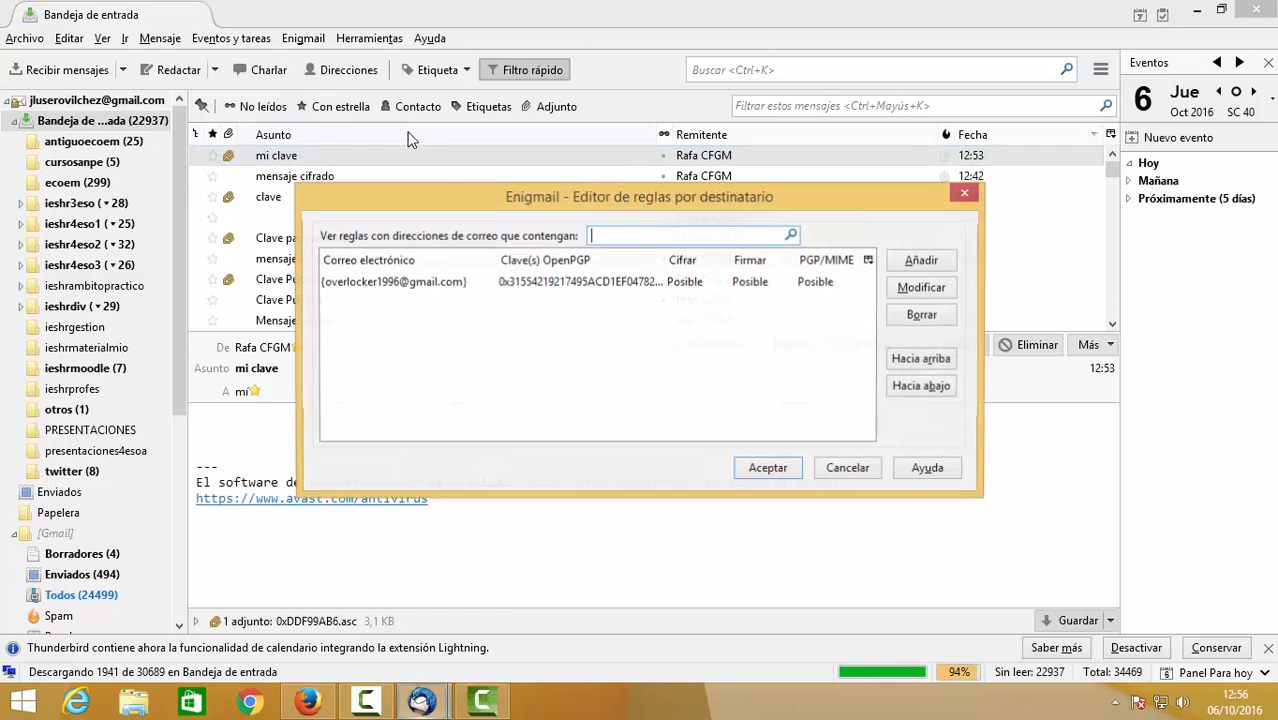 Bandeja de entrada
Archivo Editar Ver Ir Mensaje Eventos y tareas Enigmail Herramientas Ayuda
Recibir mensajes Redactar Charlar Direcciones Etiqueta Filtro rápido Buscar <Ctrl+K>
Eventos
6 Jue
Oct 2016 SC 40
Nuevo evento
Hoy
Mañana
Próximamente (5 días)
jluserovilchez@gmail.com
Bandeja de ...ada (22937)
antiguoecoem (25)
cursosanpe (5)
ecoem (299)
ieshr3eso (28)
ieshr4eso1 (31)
ieshr4eso2 (31)
ieshr4eso3 (32)
ieshrambitopractico
ieshrdiv (31)
ieshrgestion
ieshrmaterialmio
ieshrmoodle (7)
ieshrprofes
otros (1)
PRESENTACIONES
presentaciones4esoa
twitter (8)
Enviados
Papelera
[Gmail]
Borradores (4)
Enviados (494)
Todos (24499)
Spam
No leídos Con estrella Contacto Etiquetas Adjunto Filtrar estos mensajes <Ctrl+Mayús+K>
Asunto Remitente Fecha
mi clave Rafa CFGM 12:53
mensaje cifrado Rafa CFGM 12:42
clave
Clave pa
Mensaje
Clave P
Clave Pu
Mensaje
Enigmail - Editor de reglas por destinatario
Ver reglas con direcciones de correo que contengan:
Correo electrónico Clave(s) OpenPGP Cifrar Firmar PGP/MIME
{overlocker1996@gmail.com} 0x31554219217495ACD1EF04782... Posible Posible Posible
Añadir
Modificar
Borrar
Hacia arriba
Hacia abajo
Aceptar Cancelar Ayuda
De Rafa CFGM
Eliminar Más
Asunto mi clave 12:53
A mí
---
El software de
https://www.avast.com/antivirus
1 adjunto: 0xDDF99AB6.asc 3,1 KB Guardar
Thunderbird contiene ahora la funcionalidad de calendario integrando la extensión Lightning. Saber más Desactivar Conservar
Descargando 1941 de 30689 en Bandeja de entrada 94% Sin leer: 22937 Total: 34469 6 Panel Para hoy
12:56
06/10/2016